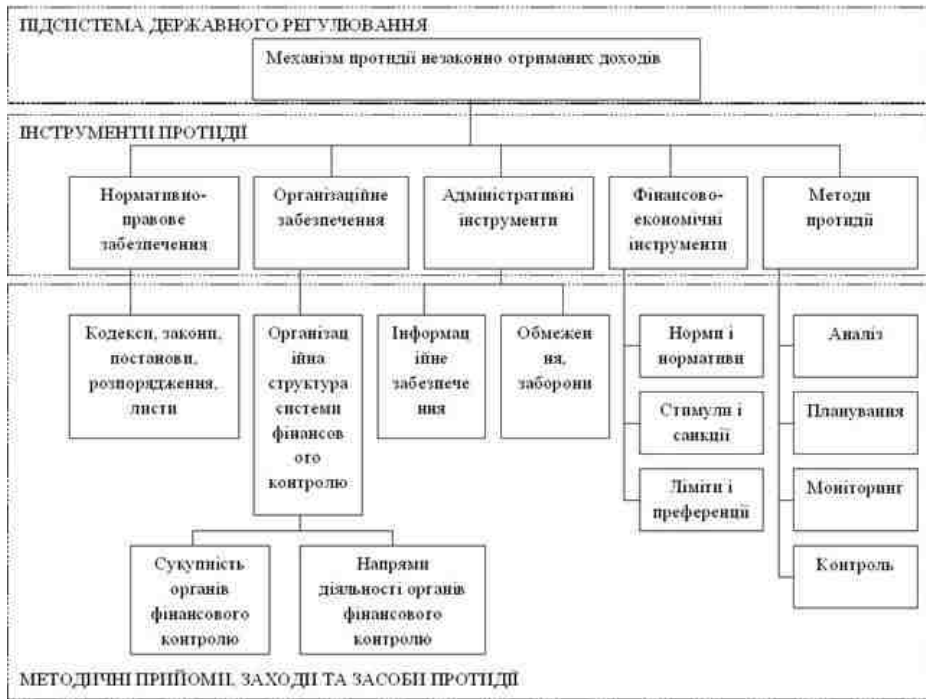 ПІДСИСТЕМА ДЕРЖАВНОГО РЕГУЛЮВАННЯ
Механізм протидії незаконно отриманих доходів
ІНСТРУМЕНТИ ПРОТИДІЇ
Нормативно-
правове
забезпечення
Організаційне
забезпечення
Адміністративні
інструменти
Фінансово-
економічні
інструменти
Методи
протидії
Кодекси, закони,
постанови,
розпорядження,
листи
Організац
ійна
структура
системи
фінансов
ого
контролю
Інформац
ійне
забезпече
ння
Обмежен
ня,
заборони
Норми і
нормативи
Стимули і
санкції
Ліміти і
преференції
Аналіз
Планування
Моніторинг
Контроль
Сукупність
органів
фінансового
контролю
Напрями
діяльності органів
фінансового
контролю
МЕТОДИЧНІ ПРИЙОМИ, ЗАХОДИ ТА ЗАСОБИ ПРОТИДІЇ